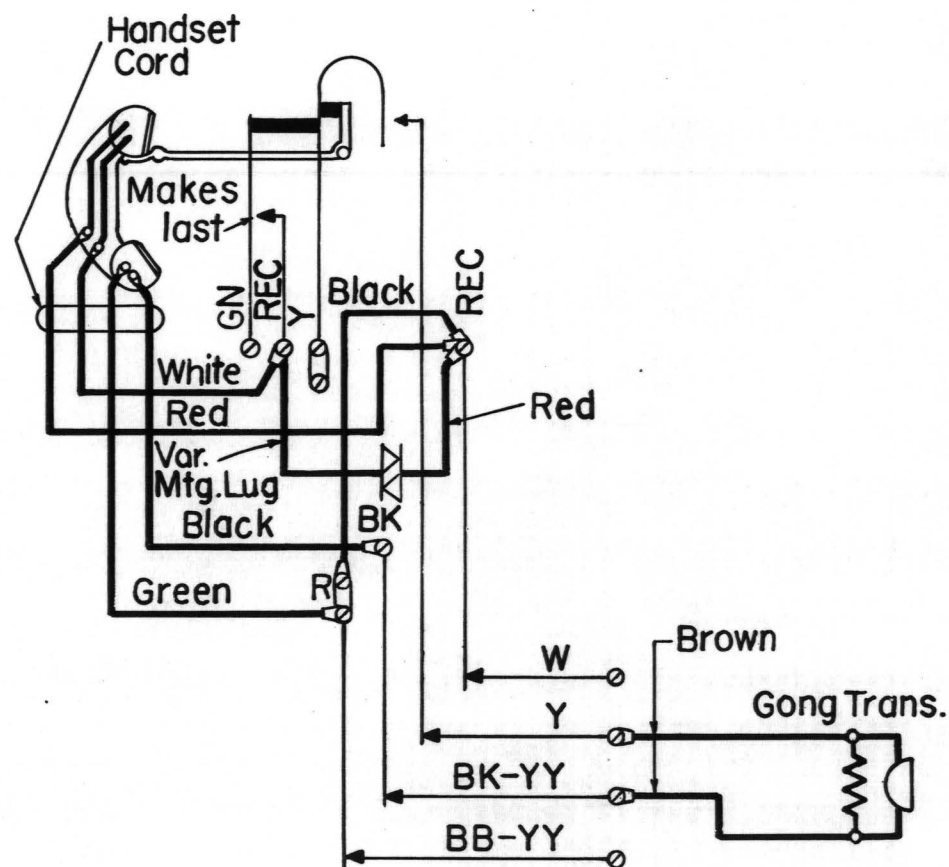 Handset
Cord
Makes
last
GN
REC
Y
Black
REC
White
Red
Red
Var.
Mtg.Lug
Black
BK
Green
R
W
Brown
Y
Gong Trans.
BK-YY
BB-YY